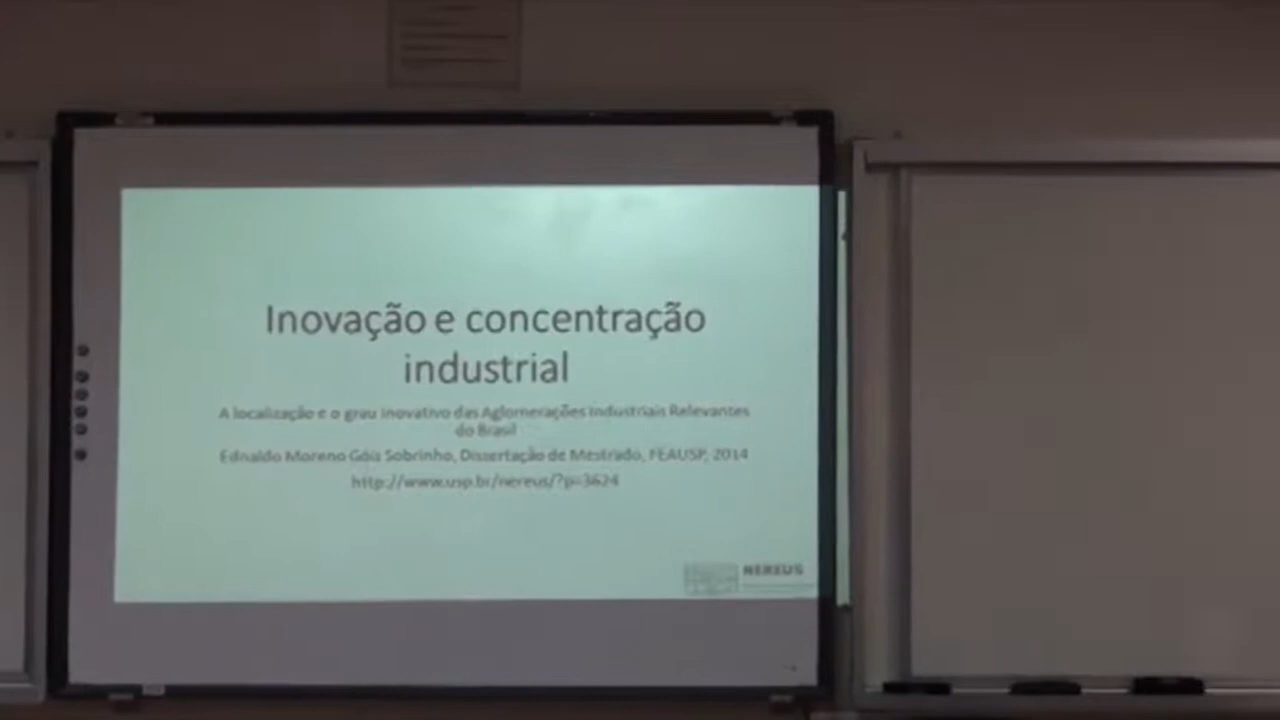 Inovação e concentração
industrial
A localização e o grau inovativo das Aglomerações Industriais Relevantes
do Brasil
Ednaldo Moreno Góis Sobrinho, Dissertação de Mestrado, FEAUSP, 2014
http://www.usp.br/nereus/?p=3624
NEREUS